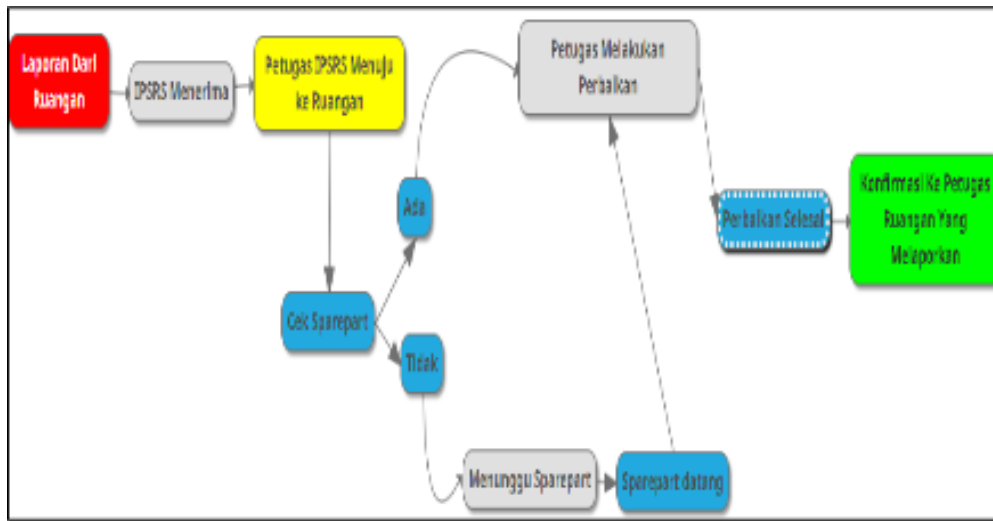 Laporan Dari
Ruangan
IPSRS Menerima
Petugas IPSRS Menuju
ke Ruangan
Cek Sparepart
Ada
Tidak
Menunggu Sparepart
Sparepart datang
Petugas Melakukan
Perbaikan
Perbaikan Selesai
Konfirmasi Ke Petugas
Ruangan Yang
Melaporkan